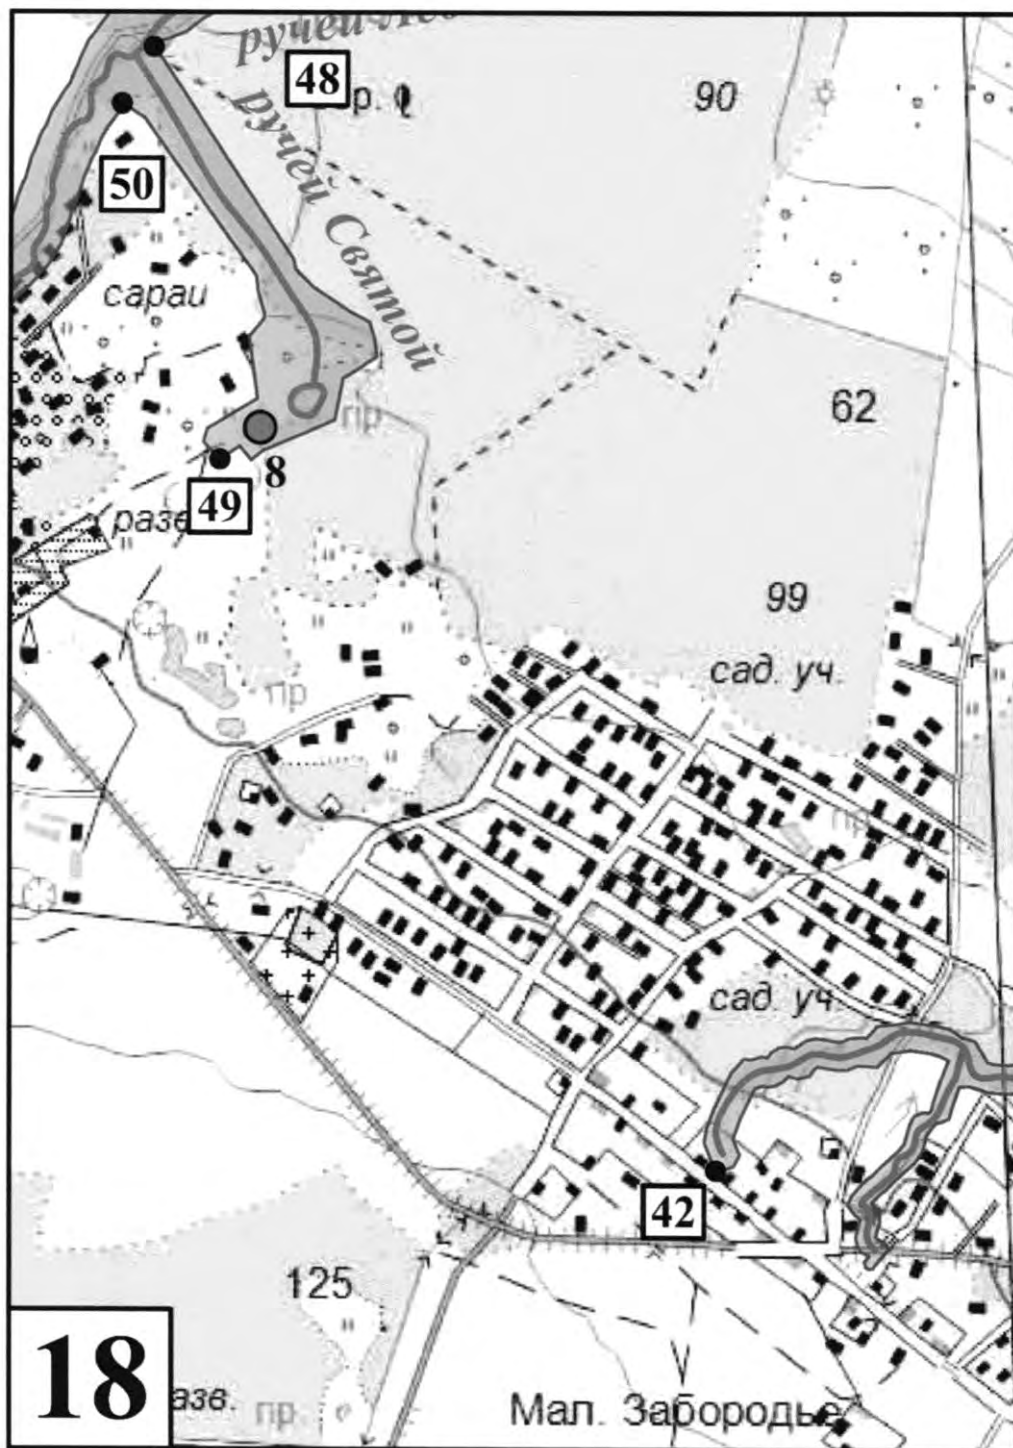 ручей
48
р.
90
ручей Святой
50
сараи
62
пр
8
49
разв
99
сад. уч.
пр
пр
сад. уч.
42
125
18
азв.
пр.
Мал. Забородье